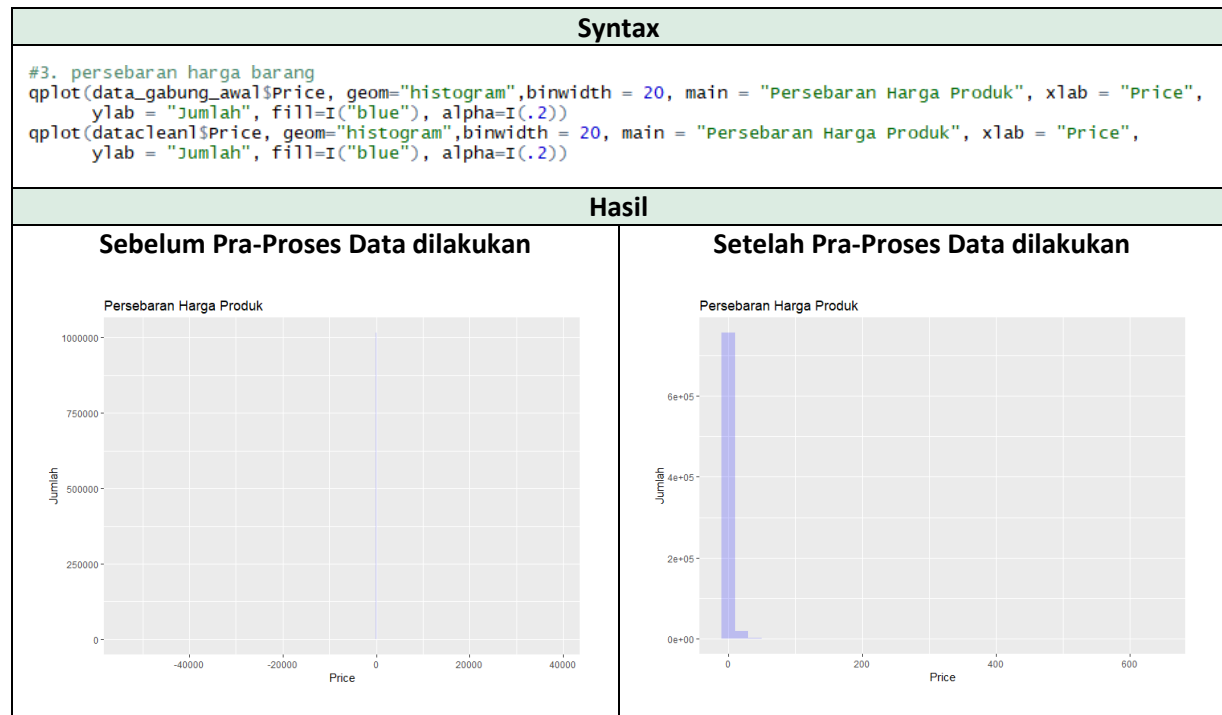 Syntax
#3. persebaran harga barang
qplot(data_gabung_awal$Price, geom="histogram",binwidth = 20, main = "Persebaran Harga Produk", xlab = "Price",
ylab = "Jumlah", fill=I("blue"), alpha=I(.2))
qplot(dataclean1$Price, geom="histogram",binwidth = 20, main = "Persebaran Harga Produk", xlab = "Price",
ylab = "Jumlah", fill=I("blue"), alpha=I(.2))
Hasil
Sebelum Pra-Proses Data dilakukan
Persebaran Harga Produk
1000000
750000
500000
250000
0
Jumlah
-40000 -20000 0 20000 40000
Price
Setelah Pra-Proses Data dilakukan
Persebaran Harga Produk
6e+05
4e+05
2e+05
0e+00
Jumlah
0 200 400 600
Price